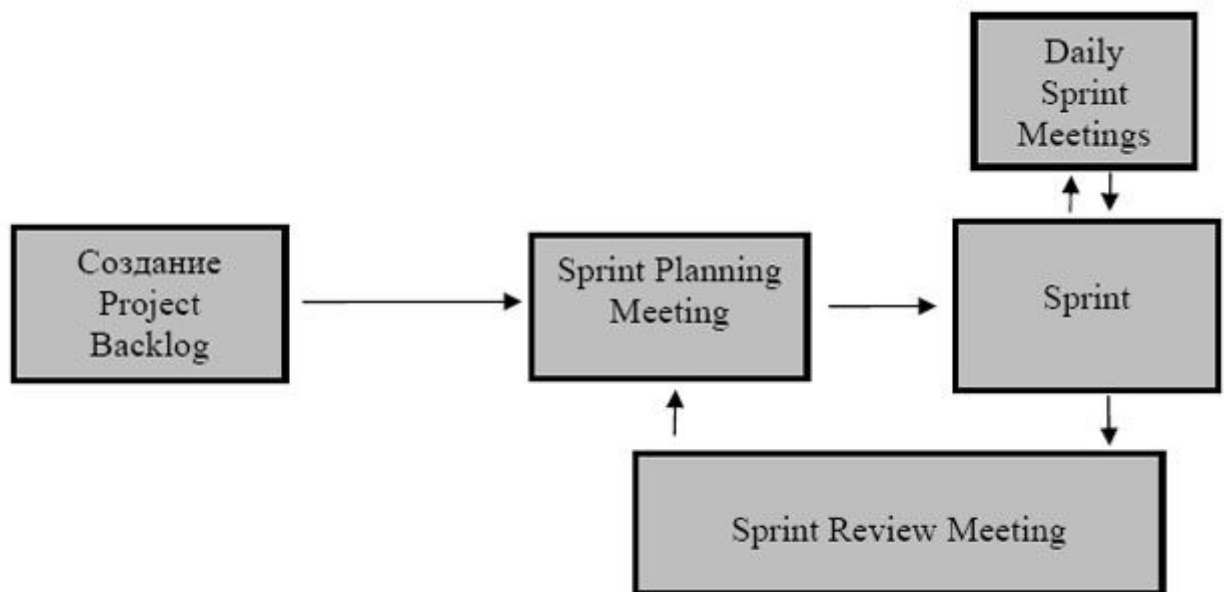 Daily
Sprint
Meetings
Создание
Project
Backlog
Sprint Planning
Meeting
Sprint
Sprint Review Meeting